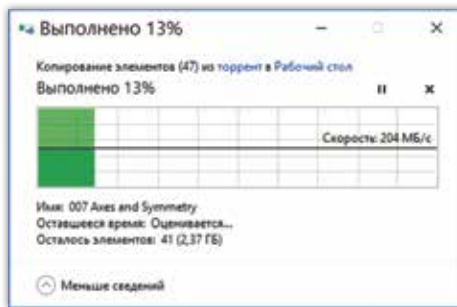 Выполнено 13%
Копирование элементов (47) из торрент в Рабочий стол
Выполнено 13%
Скорость: 204 МБ/с
Имя: 007 Axes and Symmetry
Оставшееся время: Оценивается...
Осталось элементов: 41 (2,37 ГБ)
Меньше сведений